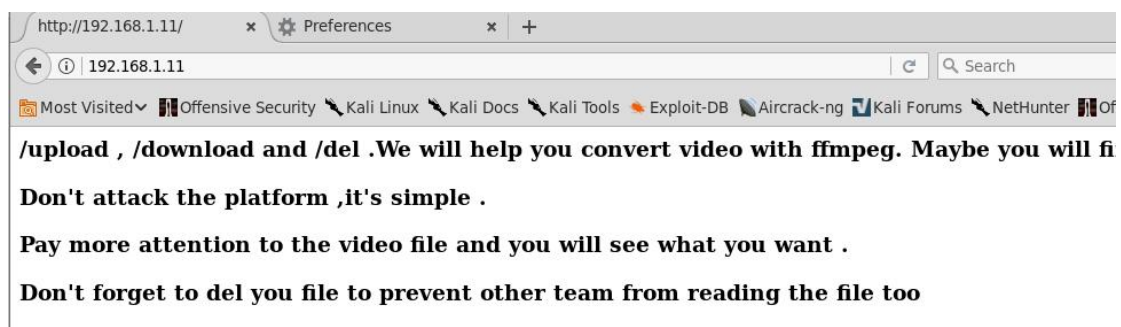 http://192.168.1.11/ × Preferences × +
192.168.1.11 Search
Most Visited Offensive Security Kali Linux Kali Docs Kali Tools Exploit-DB Aircrack-ng Kali Forums NetHunter Of
/upload , /download and /del .We will help you convert video with ffmpeg. Maybe you will
Don't attack the platform ,it's simple .
Pay more attention to the video file and you will see what you want .
Don't forget to del you file to prevent other team from reading the file too